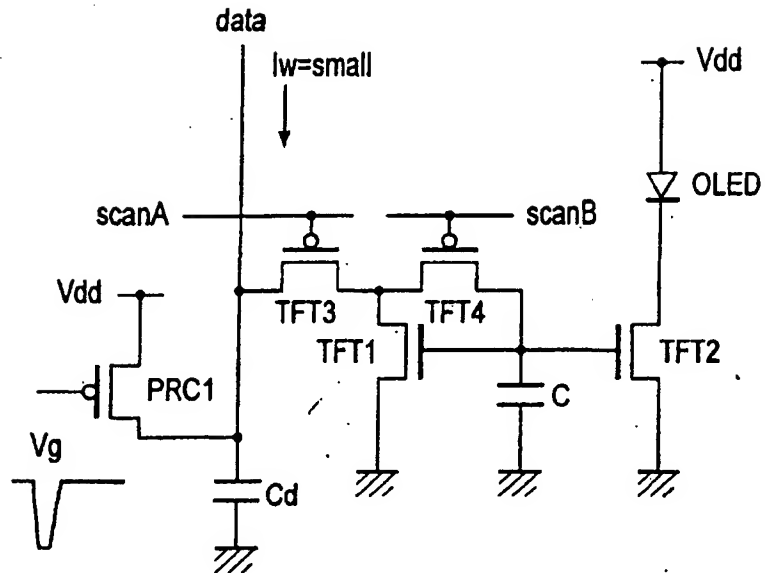 data
Iw=small
Vdd
OLED
scanA
scanB
Vdd
TFT3
TFT4
TFT1
TFT2
PRC1
C
Vg
Cd